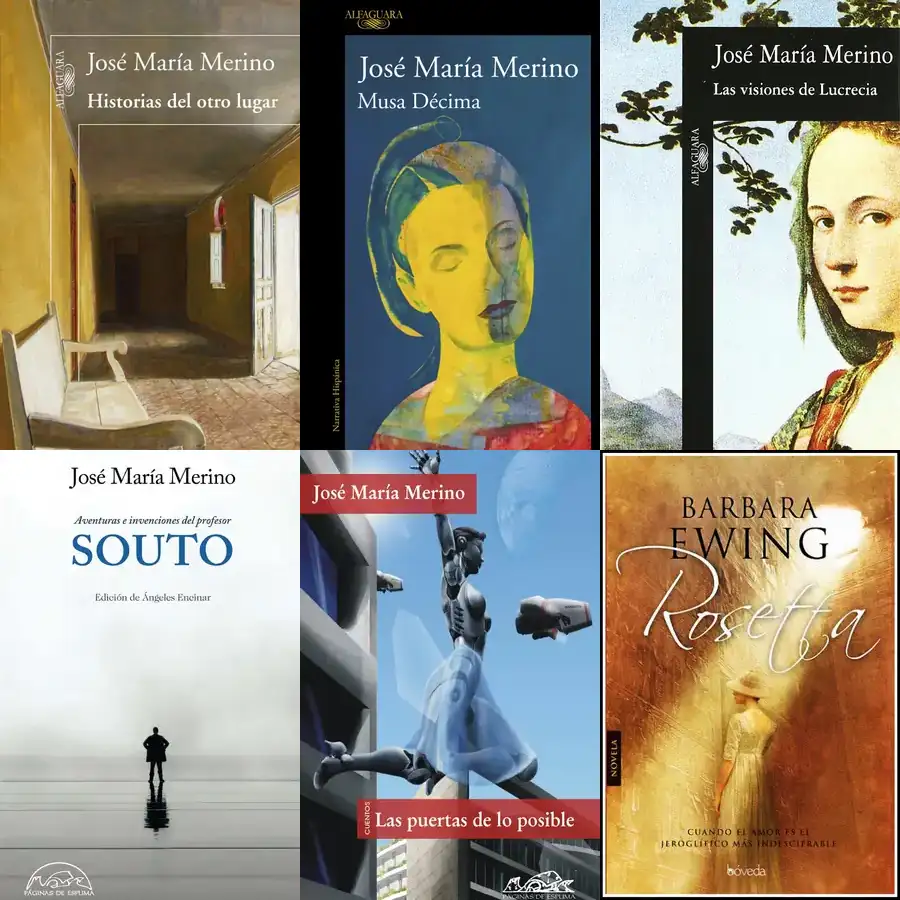 ALFAGUARA
José María Merino
Historias del otro lugar
ALFAGUARA
José María Merino
Musa Décima
Narrativa Hispánica
José María Merino
Las visiones de Lucrecia
ALFAGUARA
José María Merino
Aventuras e invenciones del profesor
SOUTO
Edición de Ángeles Encinar
PÁGINAS DE ESPUMA
José María Merino
CUENTOS
Las puertas de lo posible
PÁGINAS DE ESPUMA
BARBARA
EWING
Rosetta
NOVELA
CUANDO EL AMOR ES EL
JEROGLÍFICO MÁS INDESCIFRABLE
bóveda